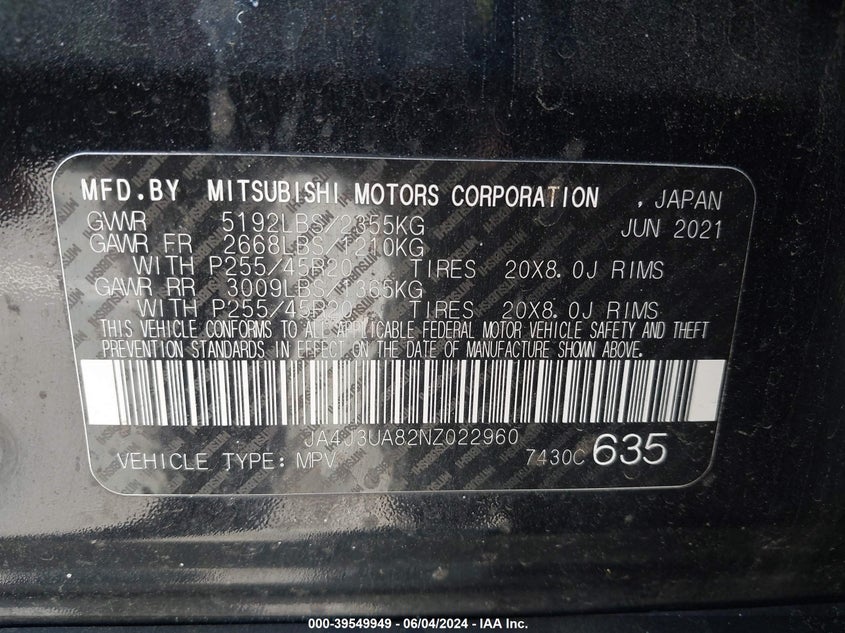 MFD.BY MITSUBISHI MOTORS CORPORATION , JAPAN
GVWR 5192LBS/2355KG JUN 2021
GAWR FR 2668LBS/1210KG
WITH P255/45R20 TIRES 20X8.0J RIMS
GAWR RR 3009LBS/1365KG
WITH P255/45R20 TIRES 20X8.0J RIMS
THIS VEHICLE CONFORMS TO ALL APPLICABLE FEDERAL MOTOR VEHICLE SAFETY AND THEFT
PREVENTION STANDARDS IN EFFECT ON THE DATE OF MANUFACTURE SHOWN ABOVE.
JA4J3UA82NZ022960
VEHICLE TYPE: MPV 7430C 635
000-39549949 - 06/04/2024 - IAA Inc.